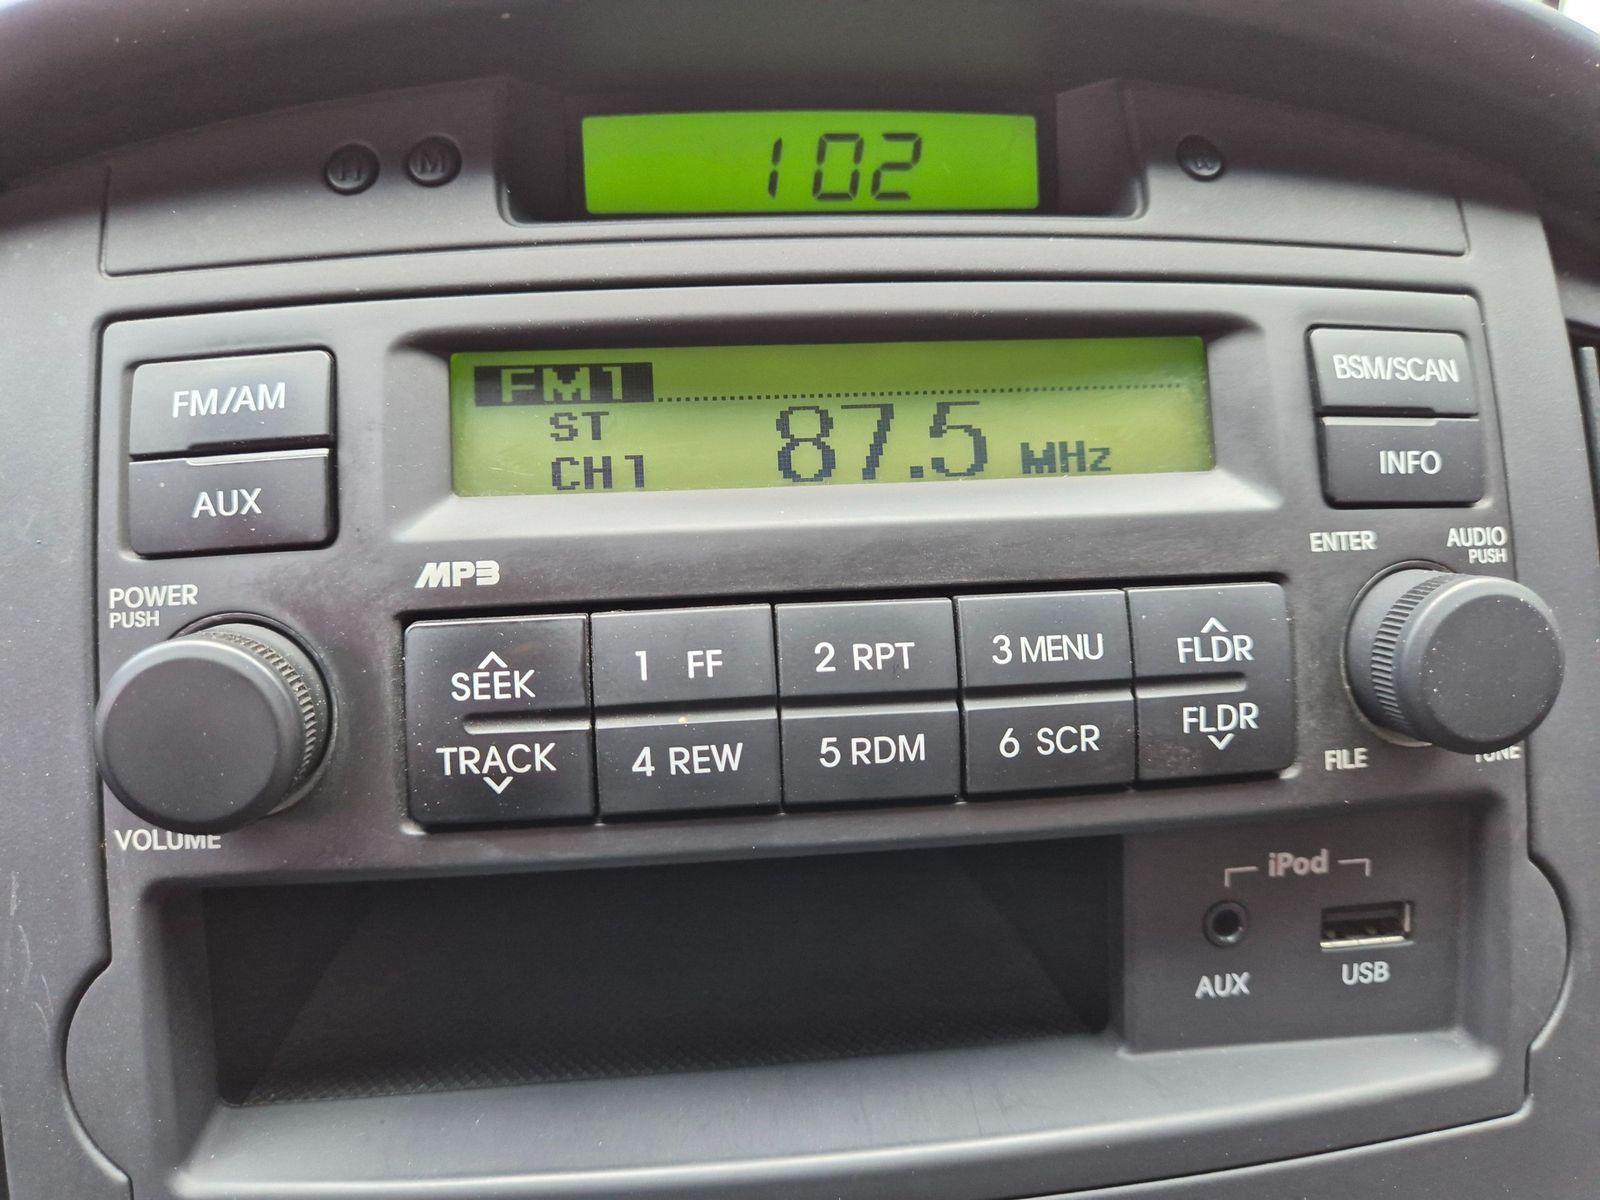 H M R
102
FM1
ST
CH1
87.5 MHz
FM/AM
AUX
BSM/SCAN
INFO
MP3
POWER
PUSH
VOLUME
SEEK
TRACK
1 FF
2 RPT
3 MENU
FLDR
4 REW
5 RDM
6 SCR
FLDR
ENTER
AUDIO
PUSH
FILE
TUNE
iPod
AUX
USB